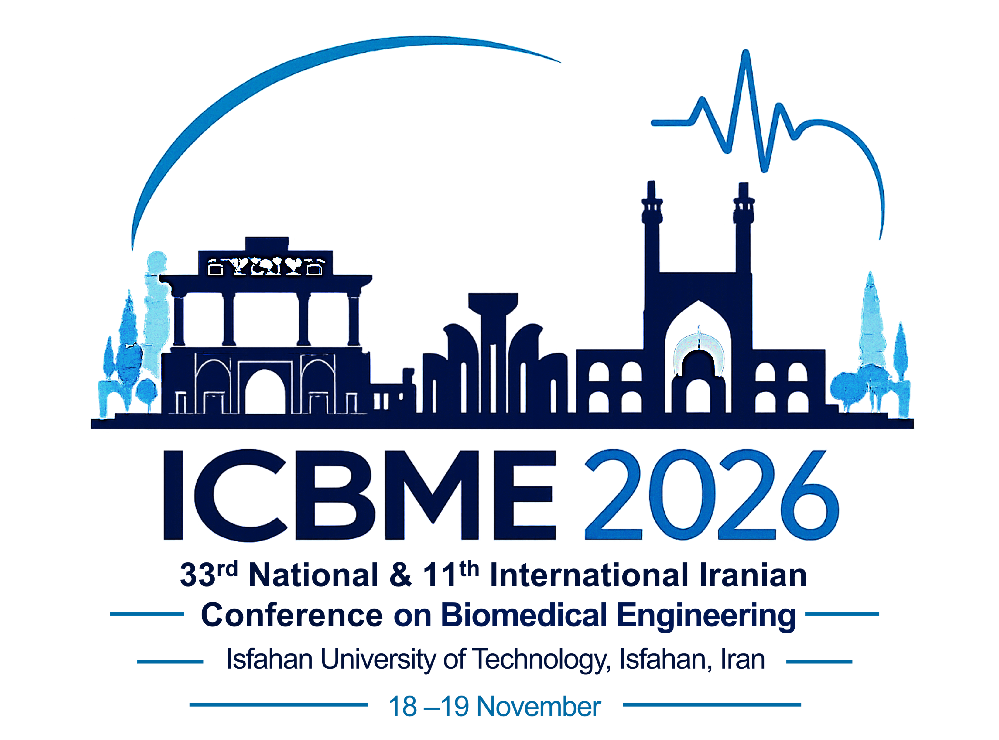 ICBME 2026
33rd National & 11th International Iranian
Conference on Biomedical Engineering
Isfahan University of Technology, Isfahan, Iran
18 –19 November